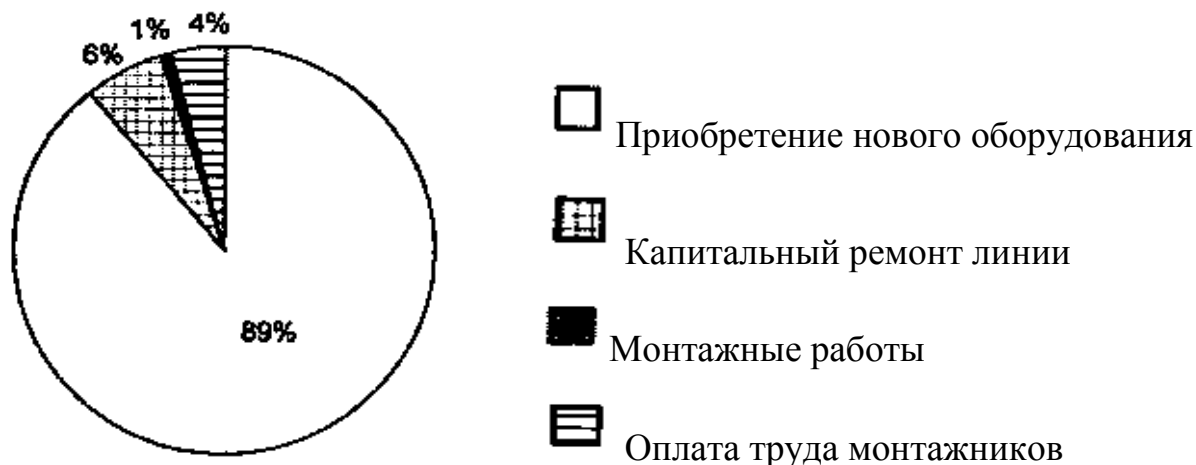 1% 4%
6%
Приобретение нового оборудования
Капитальный ремонт линии
89%
Монтажные работы
Оплата труда монтажников